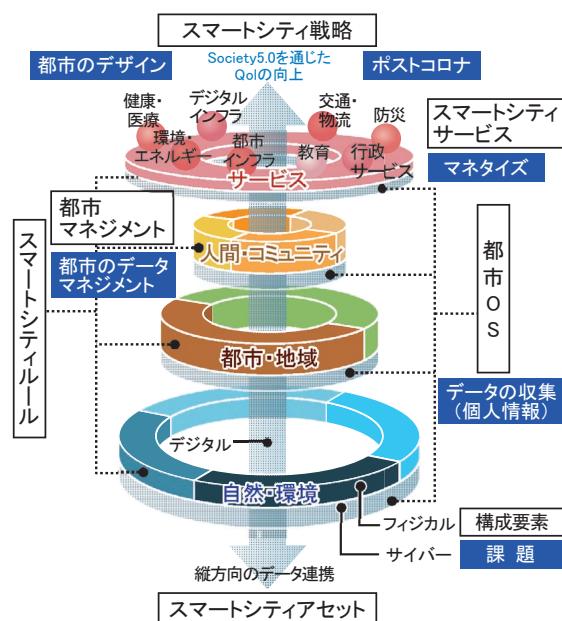 スマートシティ戦略
都市のデザイン
Society5.0を通じた
Qolの向上
ポストコロナ
健康・
医療
デジタル
インフラ
交通・
物流
防災
環境・
エネルギー
都市
インフラ
教育
行政
サービス
サービス
スマートシティ
サービス
マネタイズ
都市
マネジメント
都市のデータ
マネジメント
人間・コミュニティ
スマートシティルール
都市OS
都市・地域
データの収集
(個人情報)
デジタル
自然・環境
フィジカル
構成要素
サイバー
課題
縦方向のデータ連携
スマートシティアセット